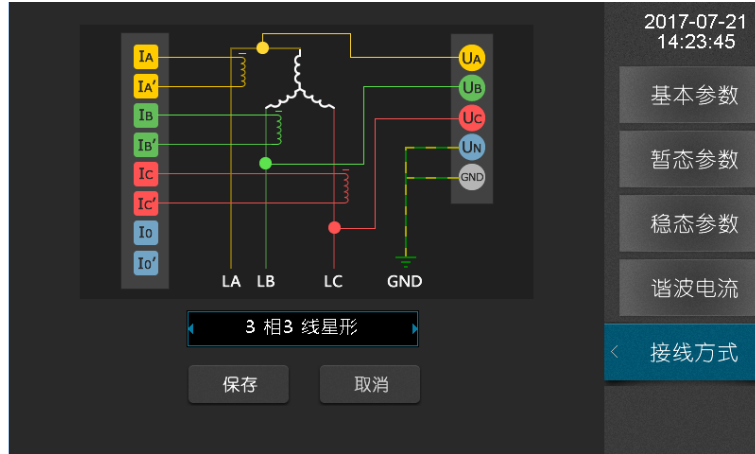 2017-07-21
14:23:45
IA
IA'
IB
IB'
IC
IC'
I0
I0'
UA
UB
UC
UN
GND
LA LB LC GND
3 相3 线星形
保存 取消
基本参数
暂态参数
稳态参数
谐波电流
< 接线方式